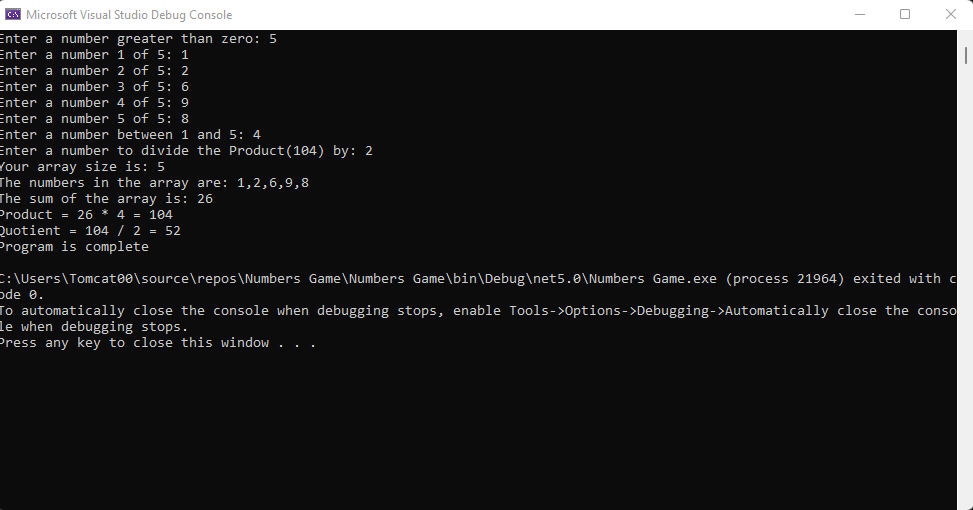 Microsoft Visual Studio Debug Console
Enter a number greater than zero: 5
Enter a number 1 of 5: 1
Enter a number 2 of 5: 2
Enter a number 3 of 5: 6
Enter a number 4 of 5: 9
Enter a number 5 of 5: 8
Enter a number between 1 and 5: 4
Enter a number to divide the Product(104) by: 2
Your array size is: 5
The numbers in the array are: 1,2,6,9,8
The sum of the array is: 26
Product = 26 * 4 = 104
Quotient = 104 / 2 = 52
Program is complete
C:\Users\Tomcat00\source\repos\Numbers Game\Numbers Game\bin\Debug\net5.0\Numbers Game.exe (process 21964) exited with c
ode 0.
To automatically close the console when debugging stops, enable Tools->Options->Debugging->Automatically close the conso
le when debugging stops.
Press any key to close this window . . .